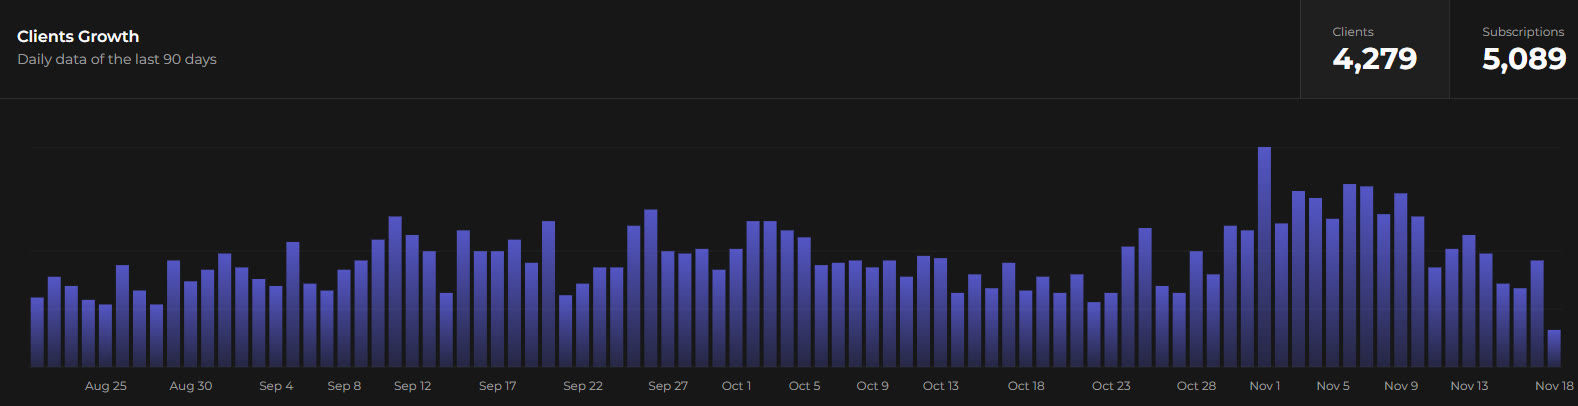 Clients Growth
Daily data of the last 90 days
Clients
4,279
Subscriptions
5,089
Aug 25 Aug 30 Sep 4 Sep 8 Sep 12 Sep 17 Sep 22 Sep 27 Oct 1 Oct 5 Oct 9 Oct 13 Oct 18 Oct 23 Oct 28 Nov 1 Nov 5 Nov 9 Nov 13 Nov 18